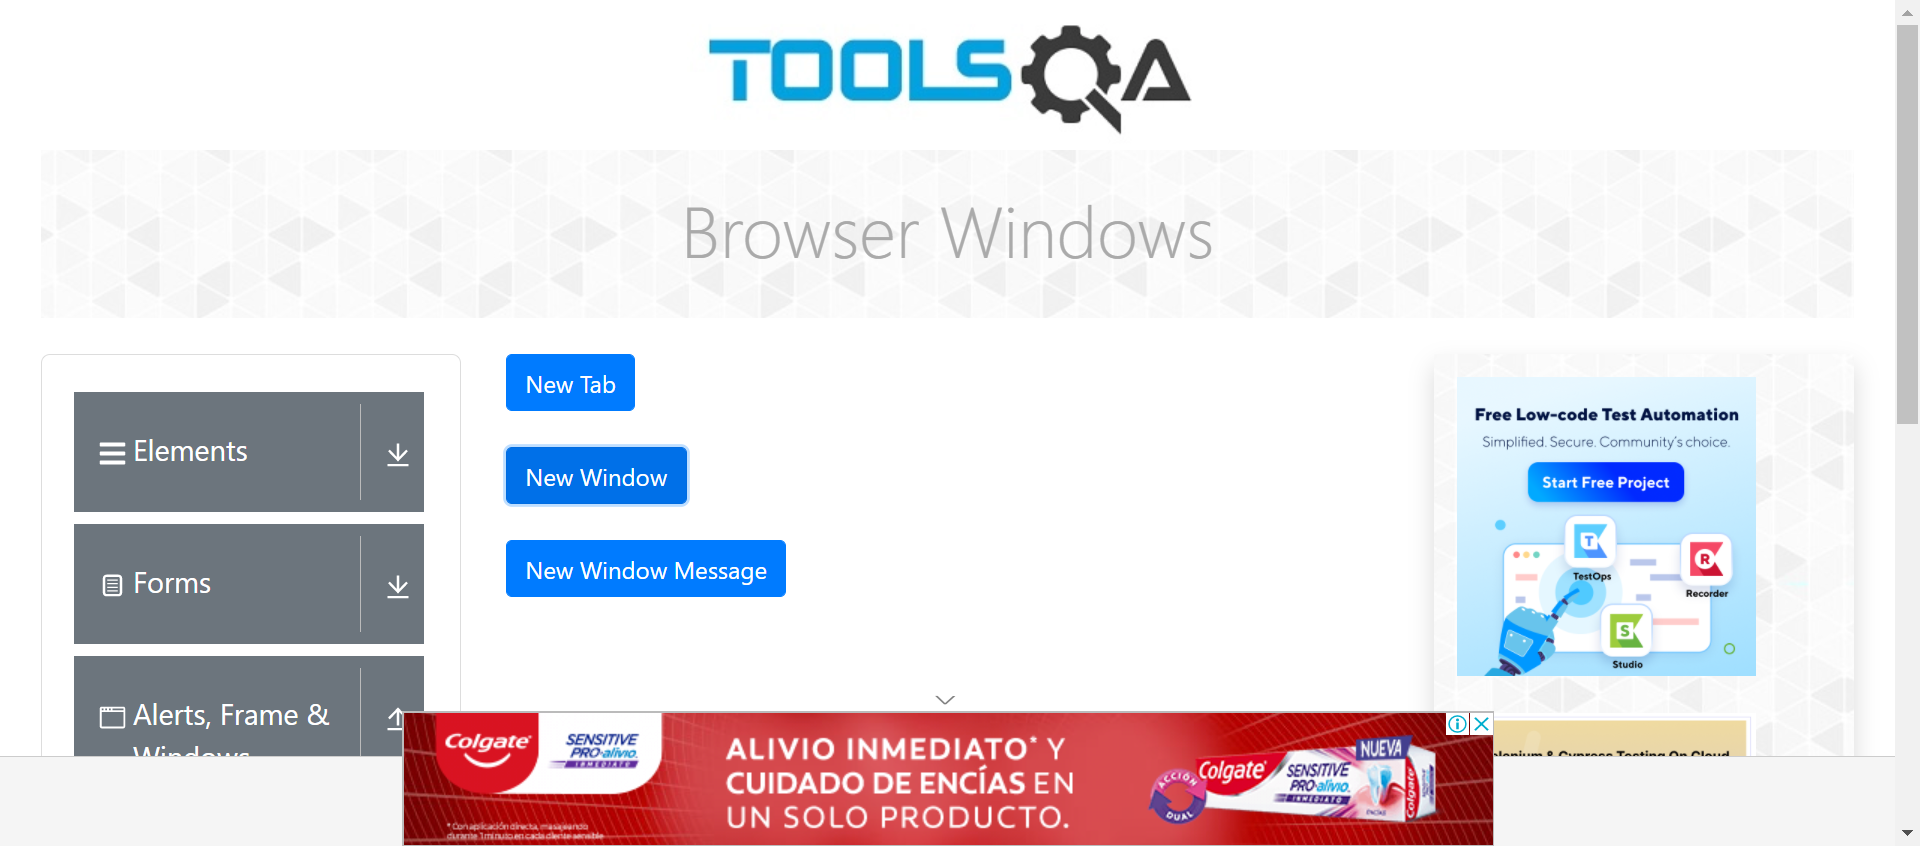 TOOLSQA
Browser Windows
Elements
Forms
Alerts, Frame &
Windows
New Tab
New Window
New Window Message
Free Low-code Test Automation
Simplified. Secure. Community's choice.
Start Free Project
TestOps
Recorder
Studio
lenium & Cypress Testing On Cloud
Colgate
SENSITIVE
PRO-alivio.
INMEDIATO
* Con aplicación directa, masajeando
durante 1 minuto en cada diente sensible
ALIVIO INMEDIATO* Y
CUIDADO DE ENCÍAS EN
UN SOLO PRODUCTO.
ACCIÓN
DUAL
NUEVA
Colgate
SENSITIVE
PRO-alivio.
INMEDIATO
ENCÍAS
Colgate